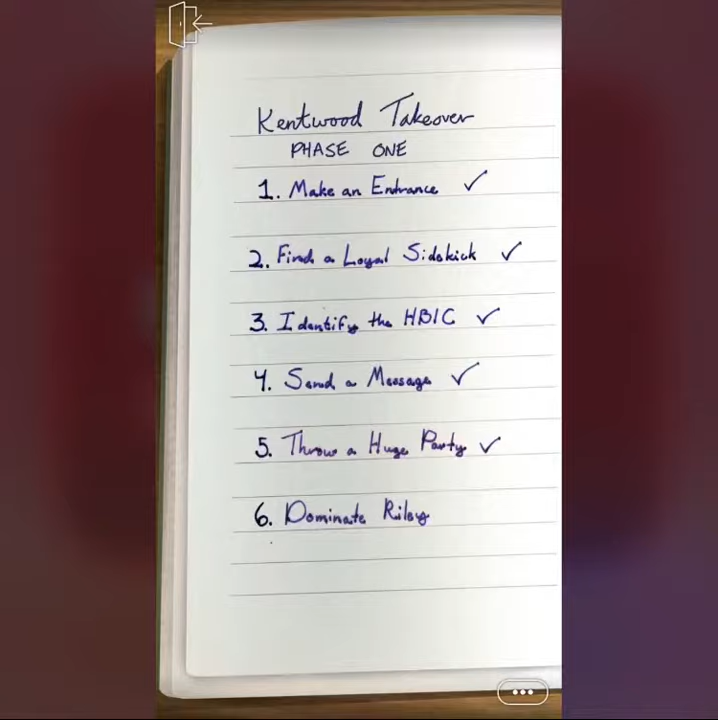 Kentwood Takeover
PHASE ONE
1. Make an Entrance ✓
2. Find a Loyal Sidekick ✓
3. Identify the HBIC ✓
4. Send a Message ✓
5. Throw a Huge Party ✓
6. Dominate Riley